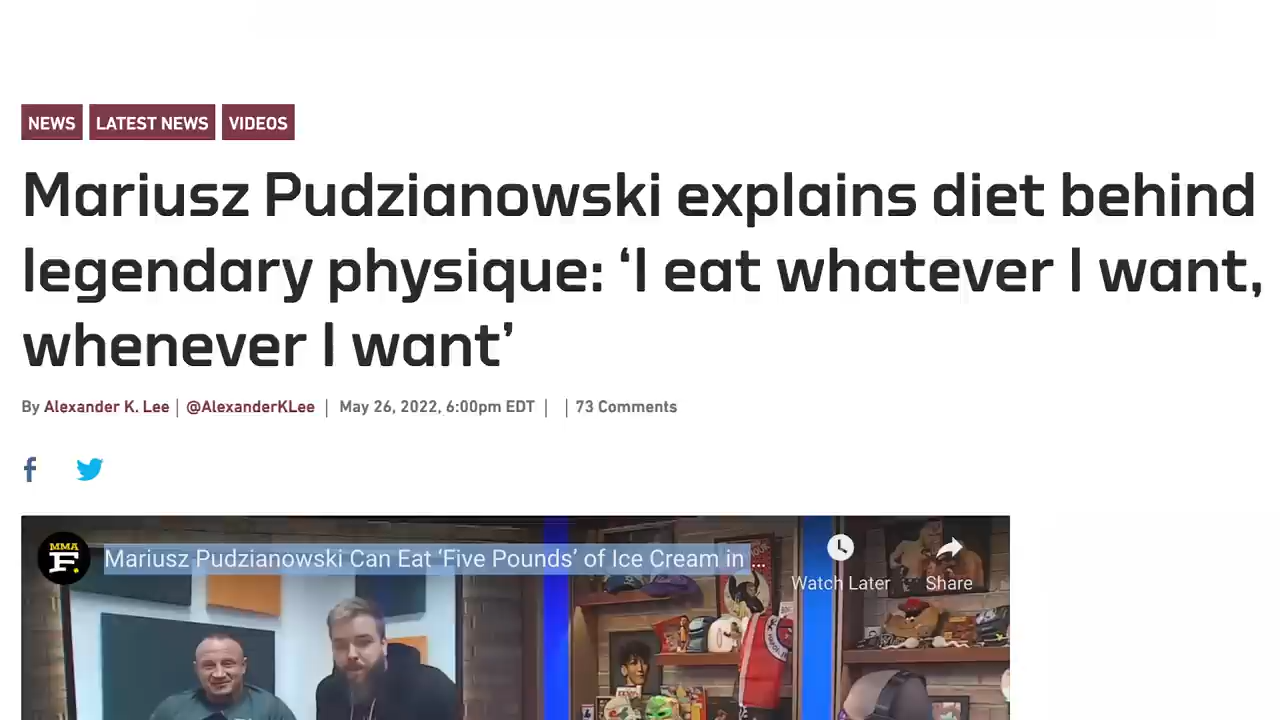 NEWS LATEST NEWS VIDEOS
Mariusz Pudzianowski explains diet behind
legendary physique: ‘I eat whatever I want,
whenever I want’
By Alexander K. Lee | @AlexanderKLee | May 26, 2022, 6:00pm EDT | | 73 Comments
MMA
F.
Mariusz Pudzianowski Can Eat ‘Five Pounds’ of Ice Cream in ...
Watch Later Share